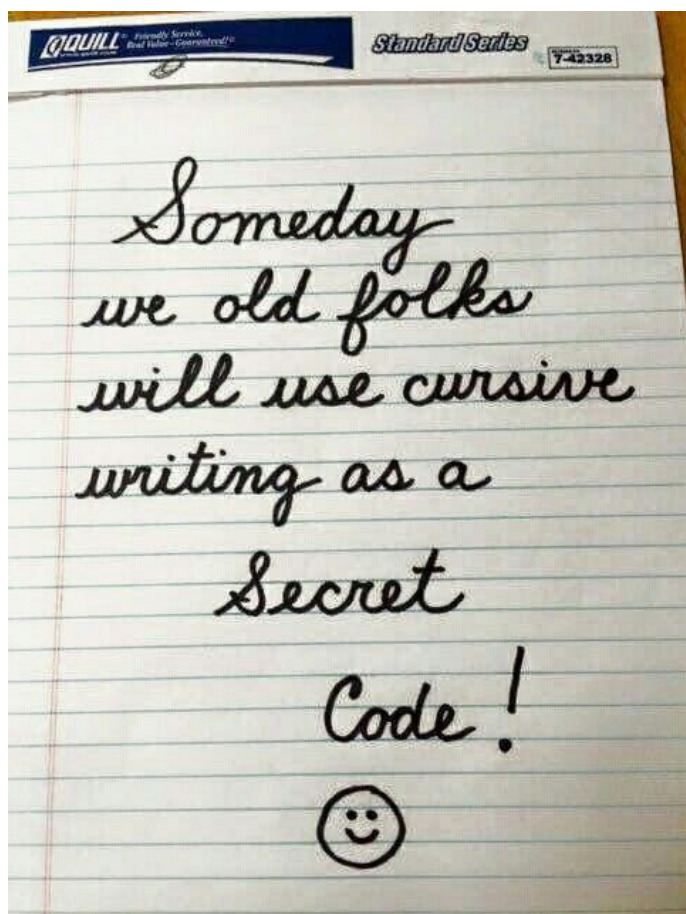 QUILL
Friendly Service,
Real Value-Guaranteed!
Standard Series
7-42328
Someday
we old folks
will use cursive
writing as a
Secret
Code!